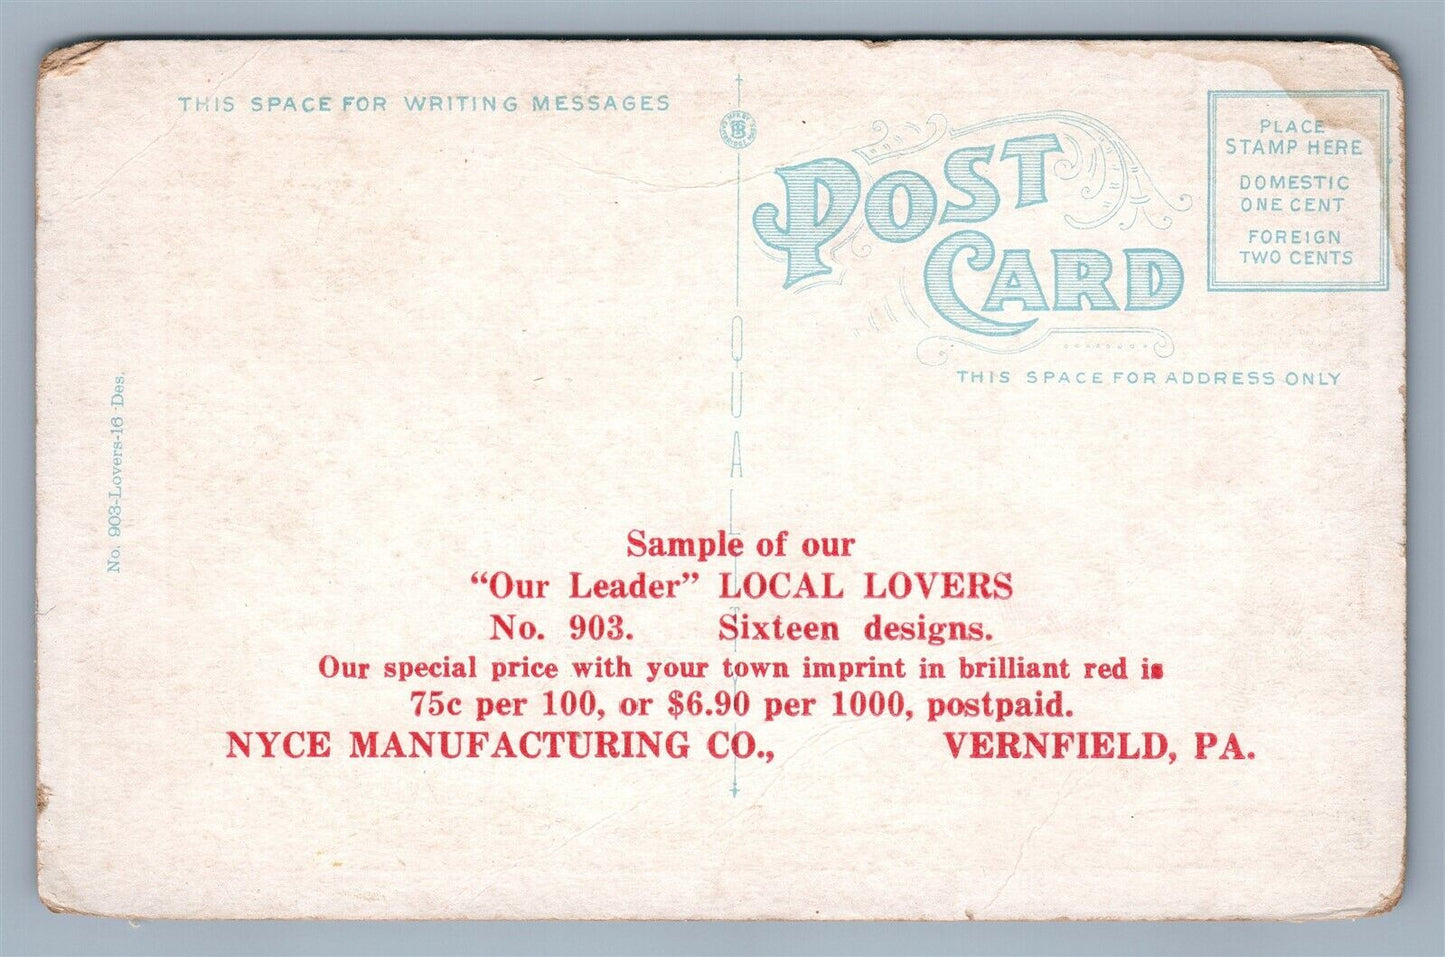 THIS SPACE FOR WRITING MESSAGES
POST
CARD
PLACE
STAMP HERE
DOMESTIC
ONE CENT
FOREIGN
TWO CENTS
THIS SPACE FOR ADDRESS ONLY
QUALITY
No. 903-Lovers-16 Des.
Sample of our
“Our Leader” LOCAL LOVERS
No. 903. Sixteen designs.
Our special price with your town imprint in brilliant red is
75c per 100, or $6.90 per 1000, postpaid.
NYCE MANUFACTURING CO., VERNFIELD, PA.